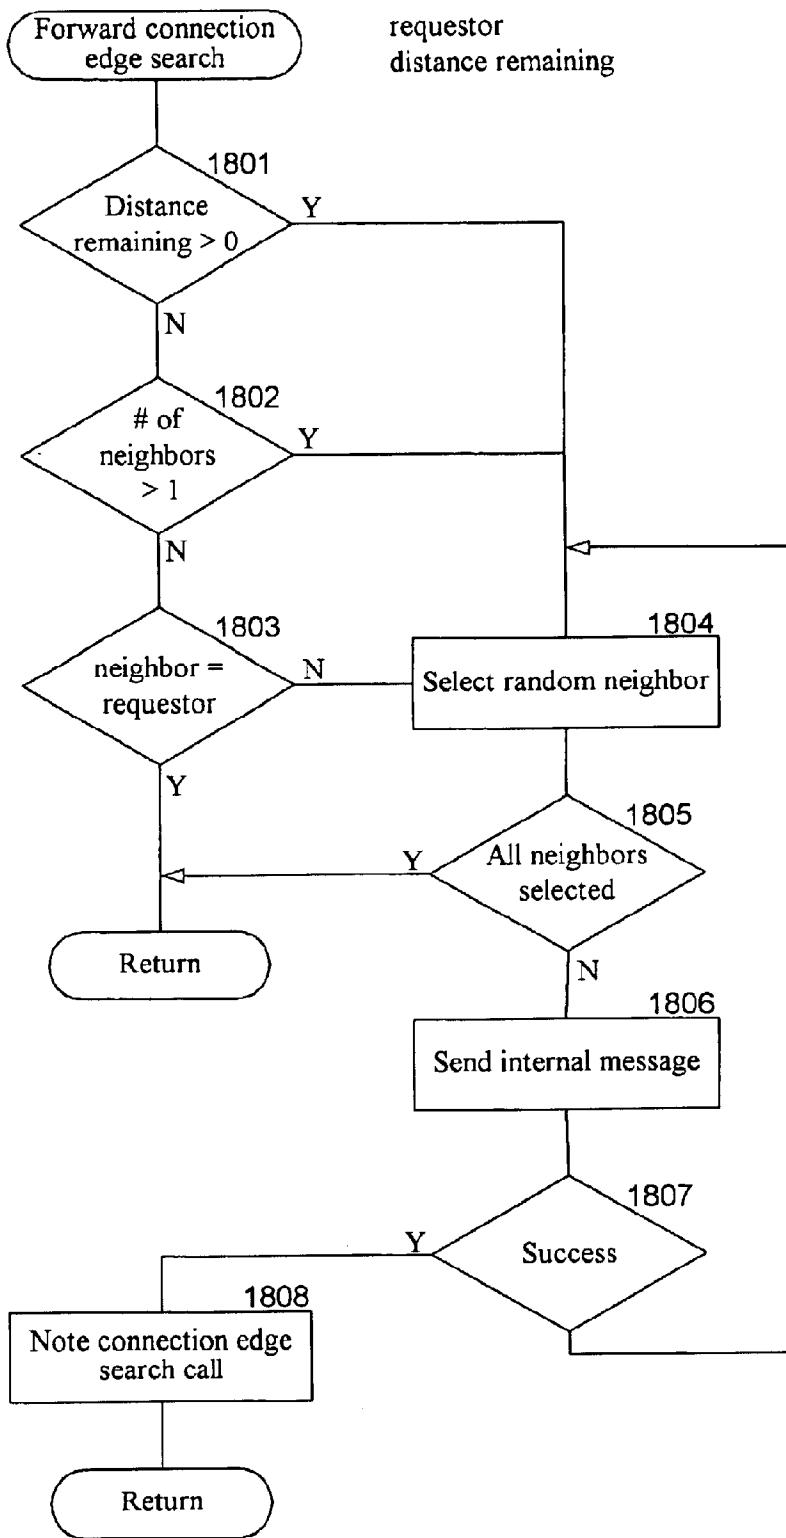 Forward connection
edge search
requestor
distance remaining
1801
Distance
remaining > 0
Y
N
1802
# of
neighbors
> 1
Y
N
1803
neighbor =
requestor
N
Y
1804
Select random neighbor
1805
All neighbors
selected
Y
N
Return
1806
Send internal message
1807
Success
Y
1808
Note connection edge
search call
Return